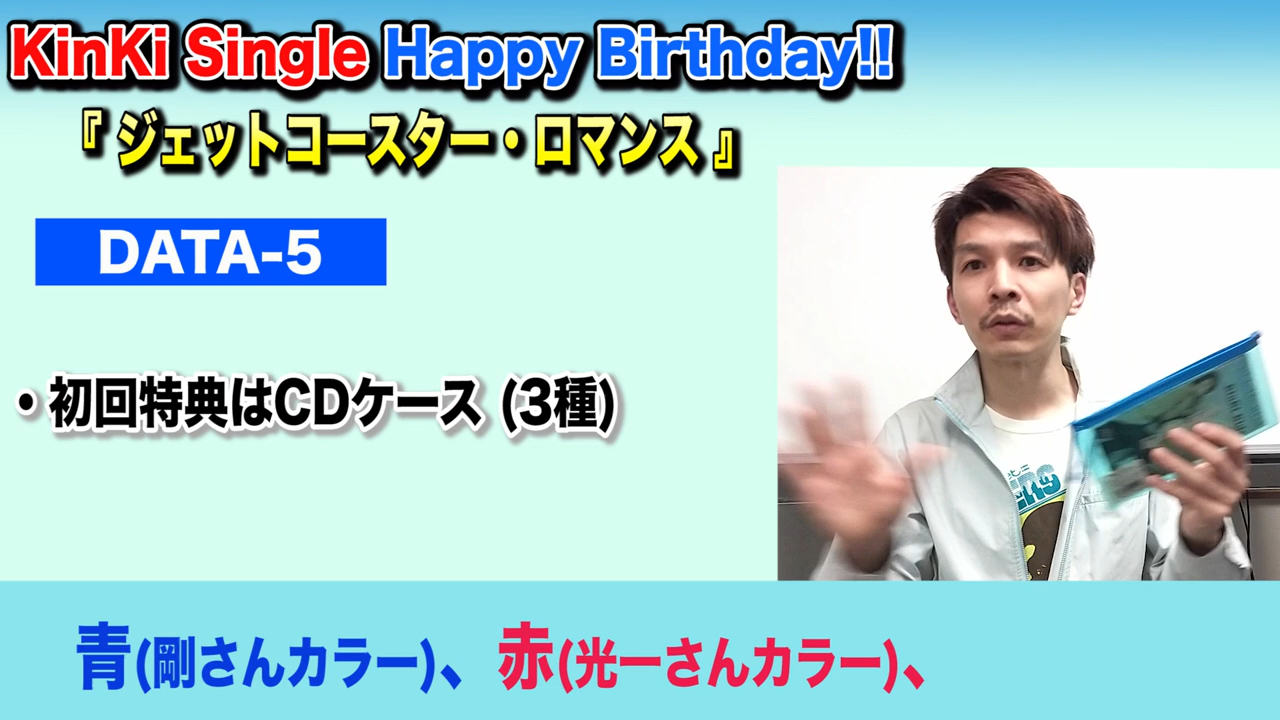 KinKi Single Happy Birthday!!
『 ジェットコースター・ロマンス 』
DATA-5
・初回特典はCDケース (3種)
青(剛さんカラー)、赤(光一さんカラー)、